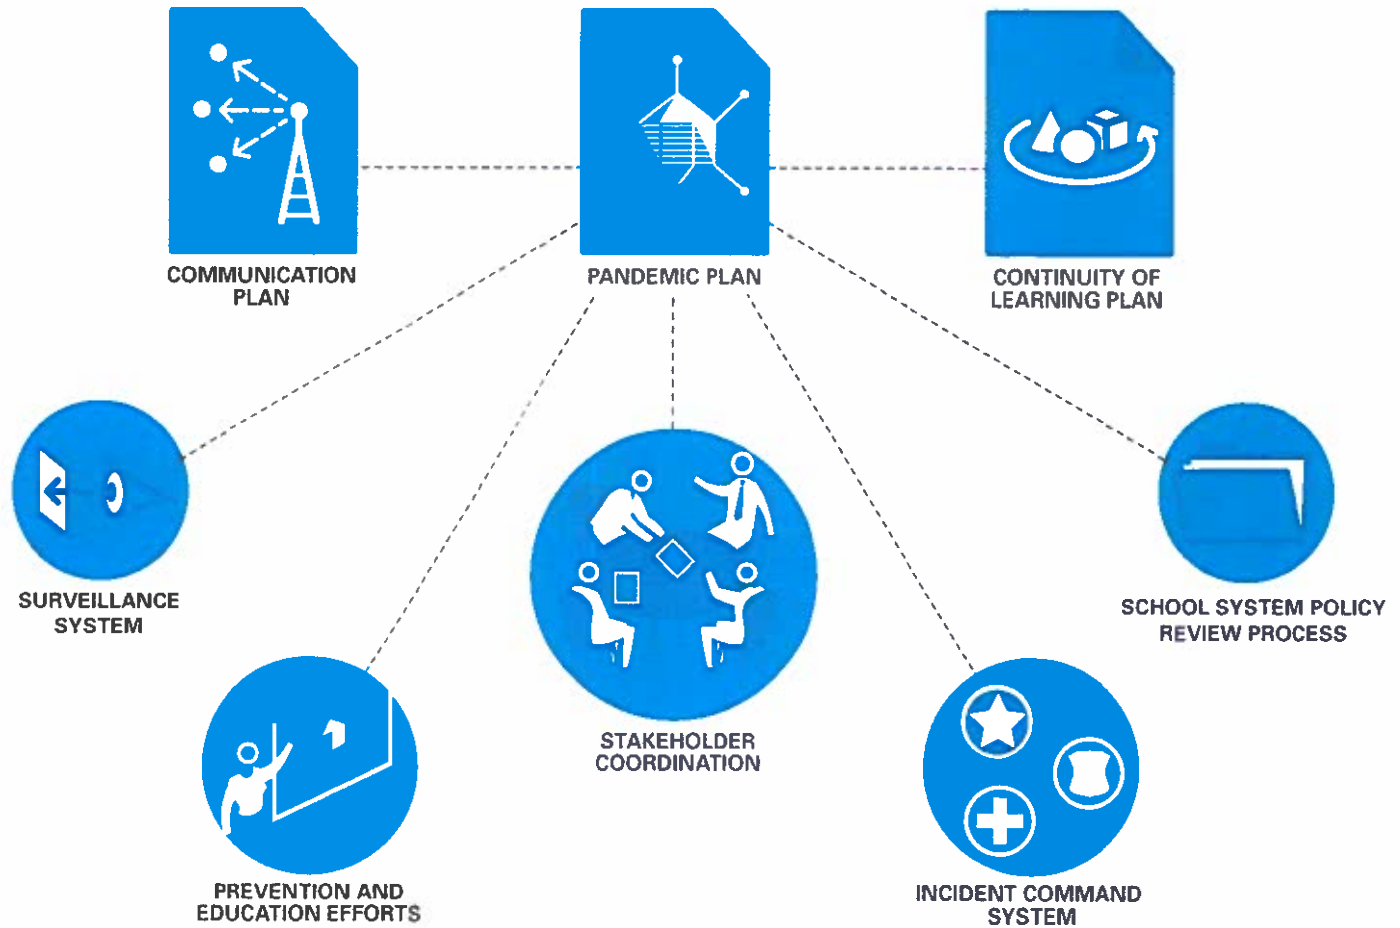 COMMUNICATION
PLAN
PANDEMIC PLAN
CONTINUITY OF
LEARNING PLAN
SURVEILLANCE
SYSTEM
SCHOOL SYSTEM POLICY
REVIEW PROCESS
STAKEHOLDER
COORDINATION
PREVENTION AND
EDUCATION EFFORTS
INCIDENT COMMAND
SYSTEM